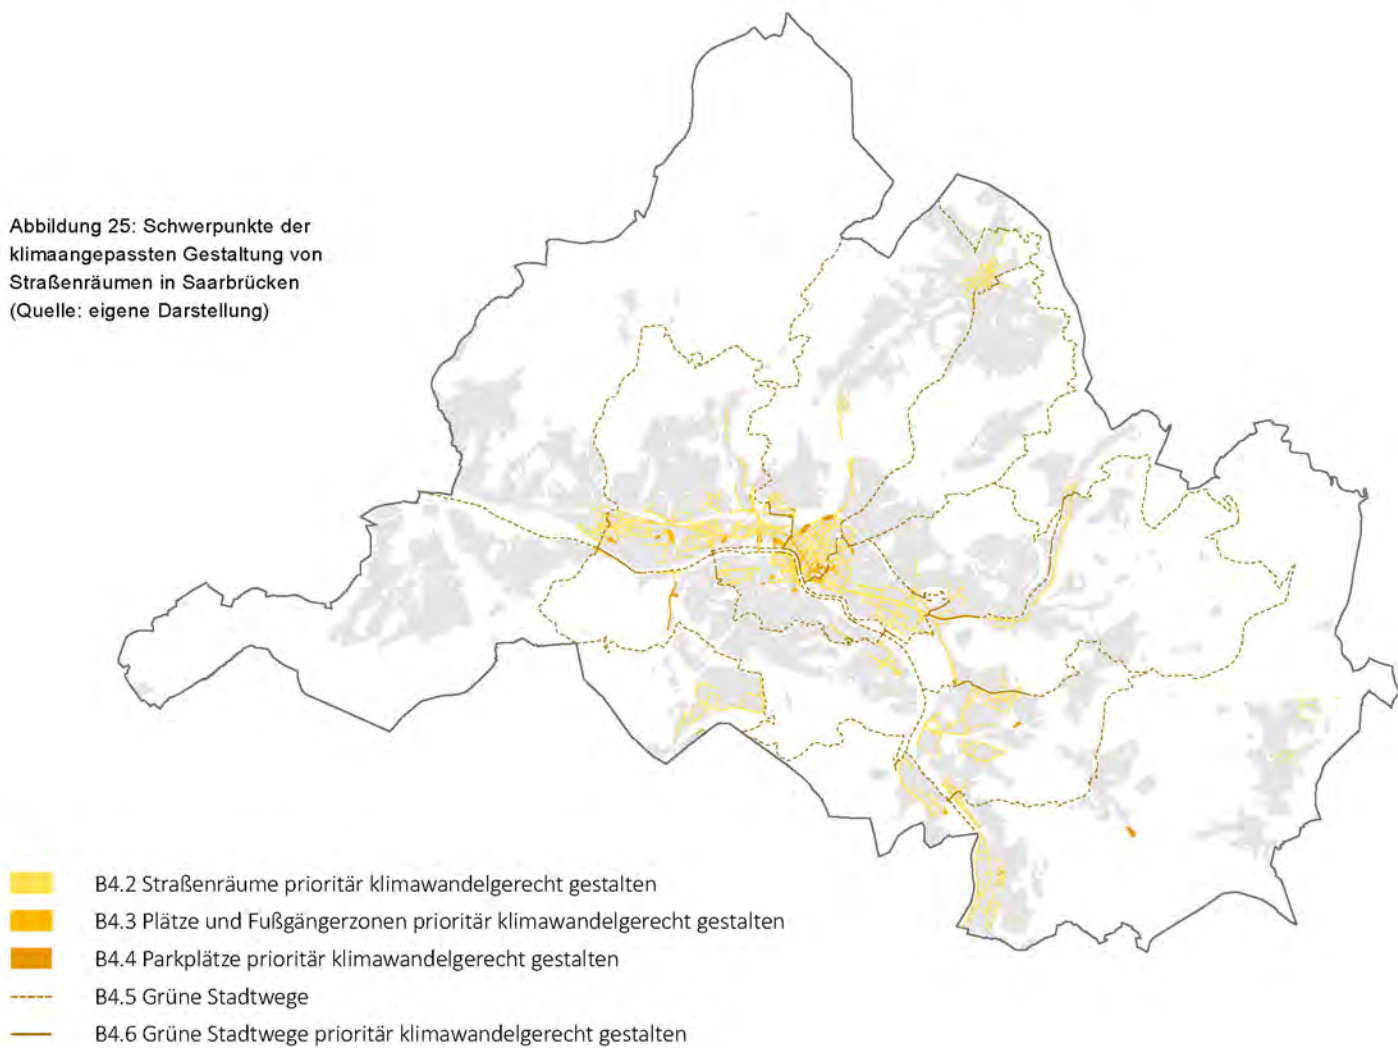 Abbildung 25: Schwerpunkte der
klimaangepassten Gestaltung von
Straßenräumen in Saarbrücken
(Quelle: eigene Darstellung)
B4.2 Straßenräume prioritär klimawandelgerecht gestalten
B4.3 Plätze und Fußgängerzonen prioritär klimawandelgerecht gestalten
B4.4 Parkplätze prioritär klimawandelgerecht gestalten
B4.5 Grüne Stadtwege
B4.6 Grüne Stadtwege prioritär klimawandelgerecht gestalten